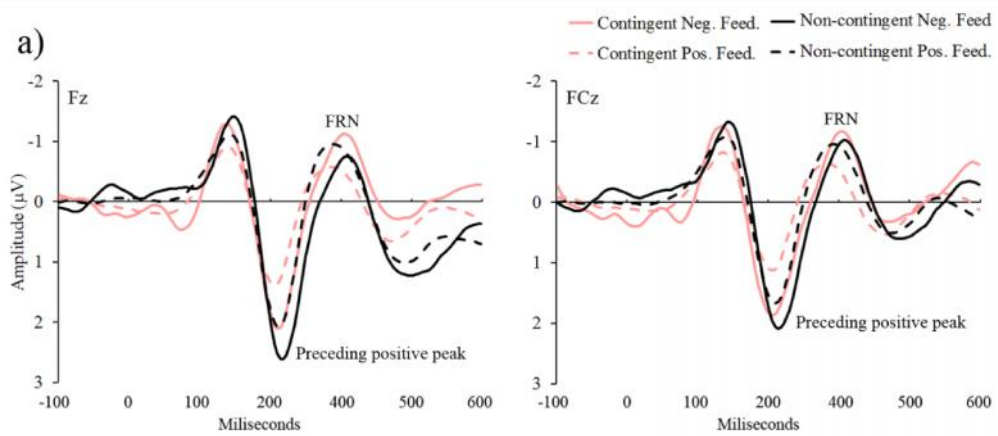 a)
Contingent Neg. Feed.
Non-contingent Neg. Feed
Contingent Pos. Feed.
Non-contingent Pos. Feed.
Fz
FRN
Preceding positive peak
Amplitude (µV)
-2
-1
0
1
2
3
-100
0
100
200
400
500
600
Miliseconds
FCz
FRN
Preceding positive peak
-2
-1
0
1
2
3
-100
0
100
200
400
500
600
Miliseconds